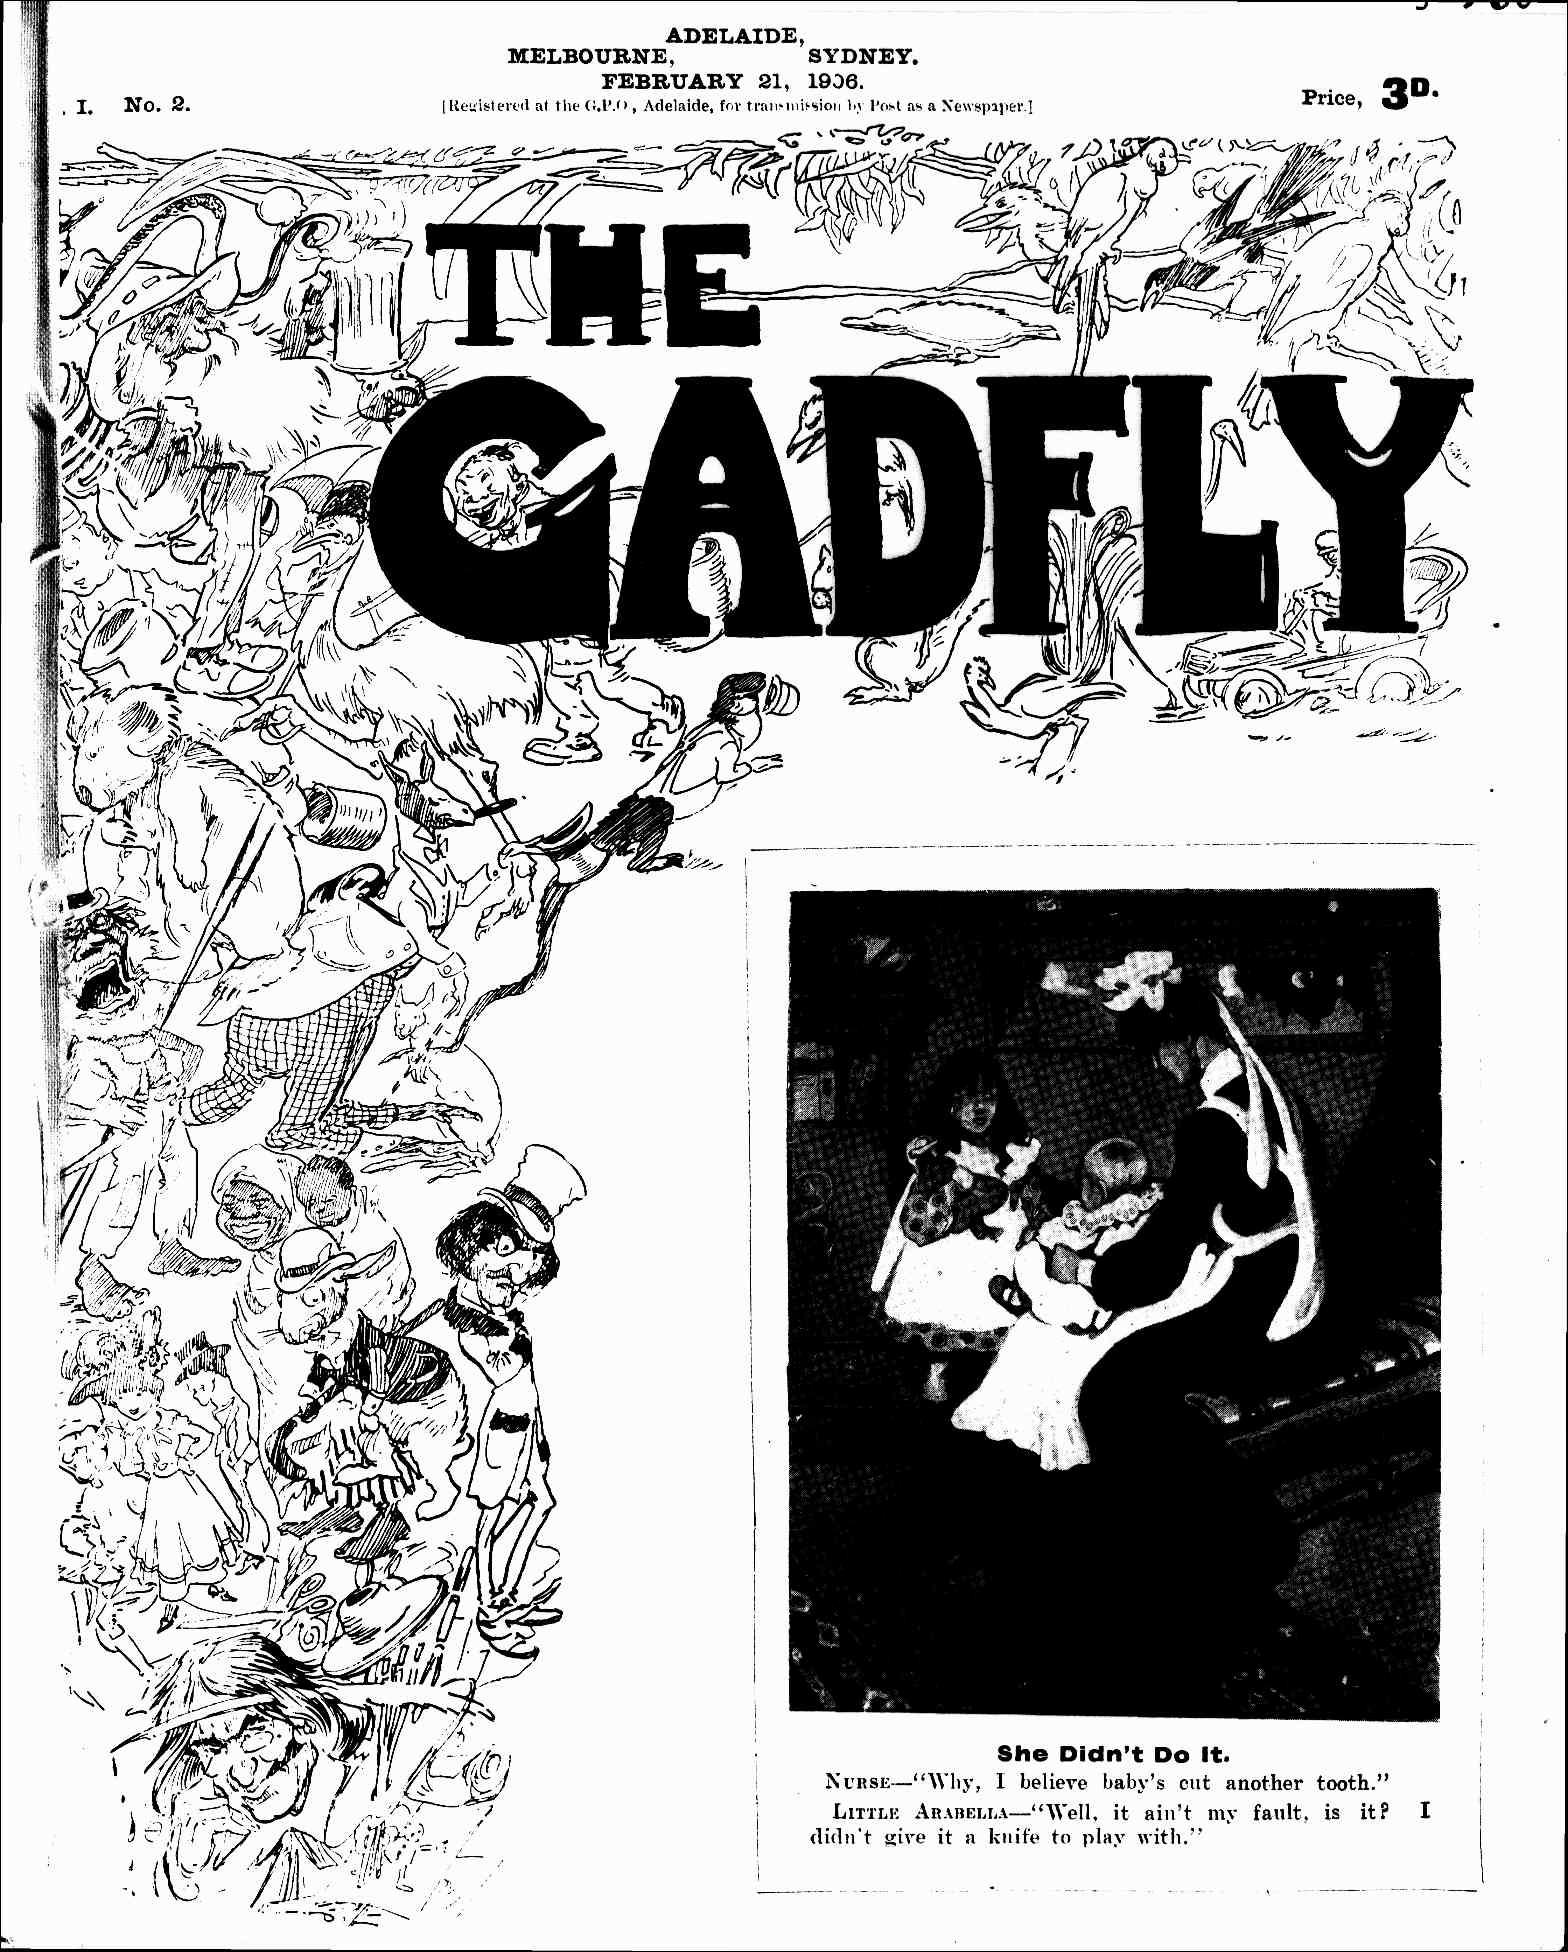 ADELAIDE,
MELBOURNE, SYDNEY.
FEBRUARY 21, 1906.
. I. No. 2.
[Registered at the G.P.O., Adelaide, for transmission by Post as a Newspaper.]
Price, 3D.
THE
GADFLY
She Didn't Do It.
NURSE—"Why, I believe baby's cut another tooth."
LITTLE ARABELLA—"Well, it ain't my fault, is it? I
didn't give it a knife to play with."